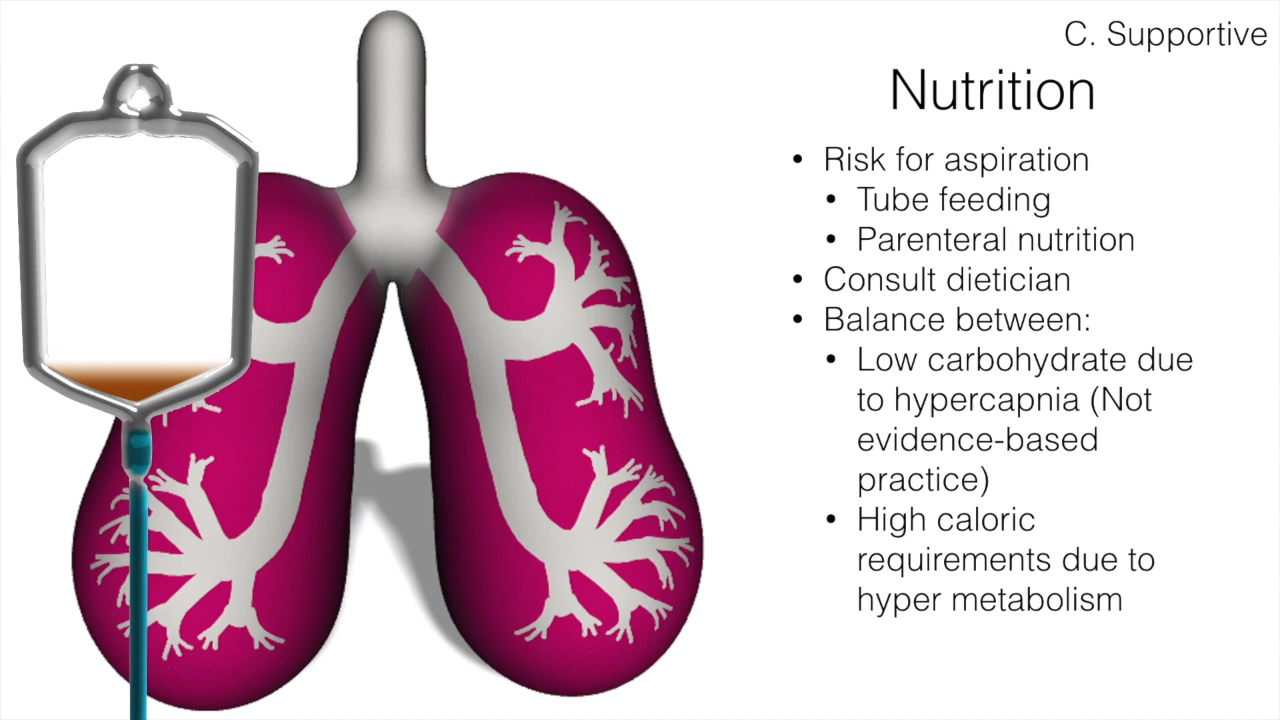 C. Supportive
Nutrition
• Risk for aspiration
• Tube feeding
• Parenteral nutrition
• Consult dietician
• Balance between:
• Low carbohydrate due
to hypercapnia (Not
evidence-based
practice)
• High caloric
requirements due to
hyper metabolism